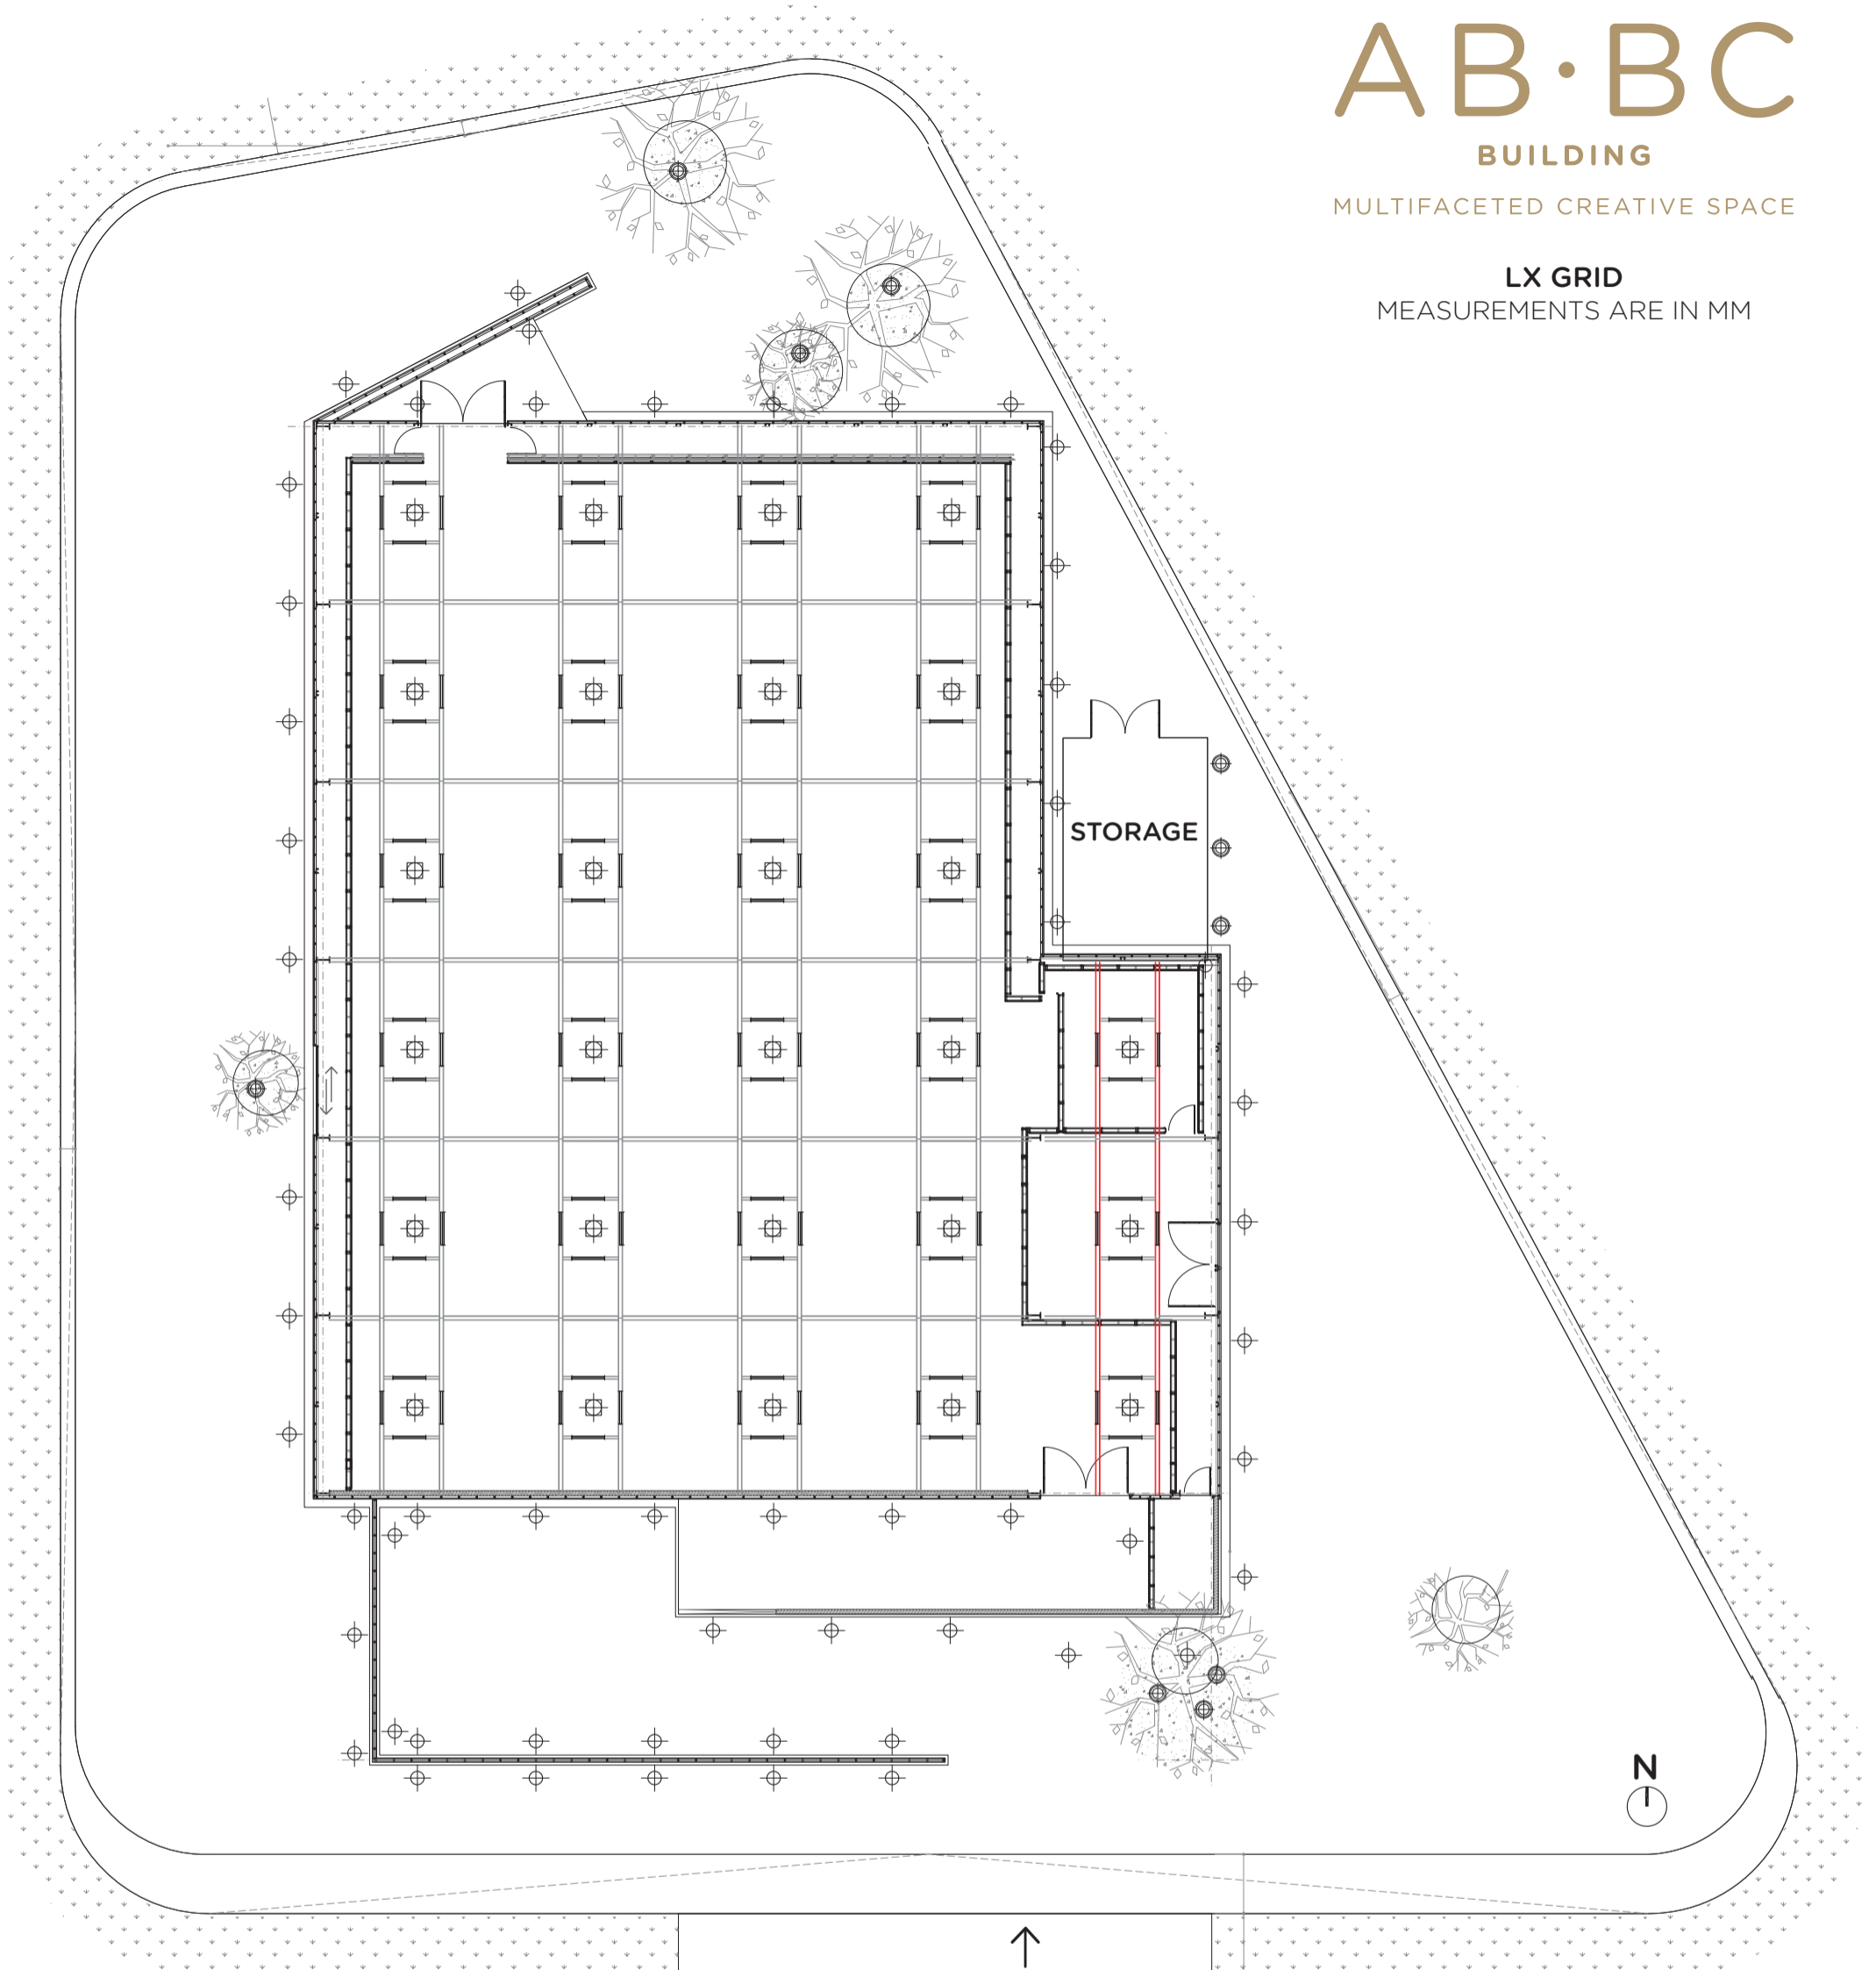 AB·BC
BUILDING
MULTIFACETED CREATIVE SPACE
LX GRID
MEASUREMENTS ARE IN MM
STORAGE
N